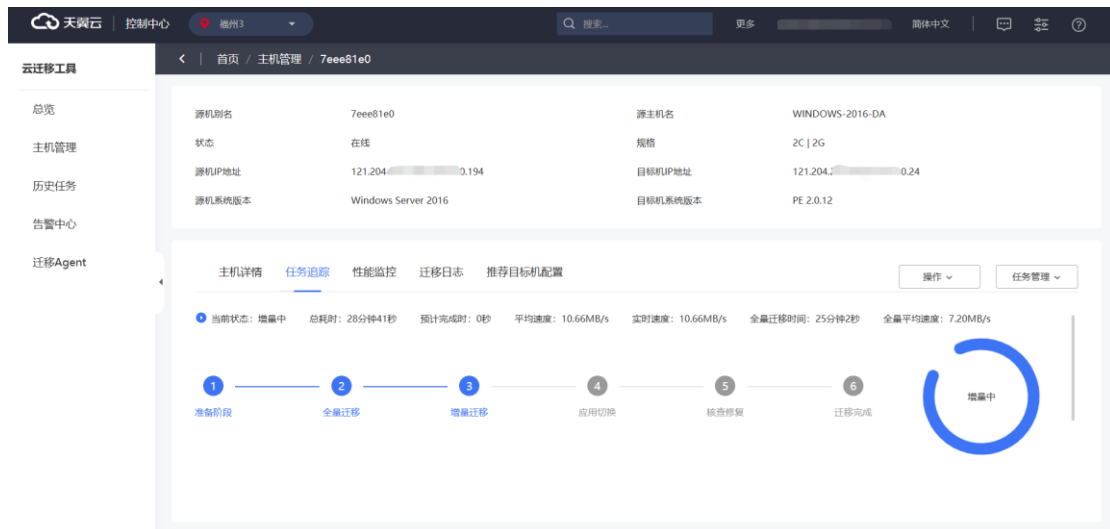 天翼云 控制中心 福州3 搜索... 更多 简体中文
云迁移工具
首页 / 主机管理 / 7eee81e0
总览
主机管理
历史任务
告警中心
迁移Agent
源机别名 7eee81e0 源主机名 WINDOWS-2016-DA
状态 在线 规格 2C | 2G
源机IP地址 121.204. 0.194 目标机IP地址 121.204. 0.24
源机系统版本 Windows Server 2016 目标机系统版本 PE 2.0.12
主机详情 任务追踪 性能监控 迁移日志 推荐目标机配置 操作 任务管理
当前状态：增量中 总耗时：28分钟41秒 预计完成时：0秒 平均速度：10.66MB/s 实时速度：10.66MB/s 全量迁移时间：25分钟2秒 全量平均速度：7.20MB/s
1 2 3 4 5 6
准备阶段 全量迁移 增量迁移 应用切换 核查修复 迁移完成
增量中